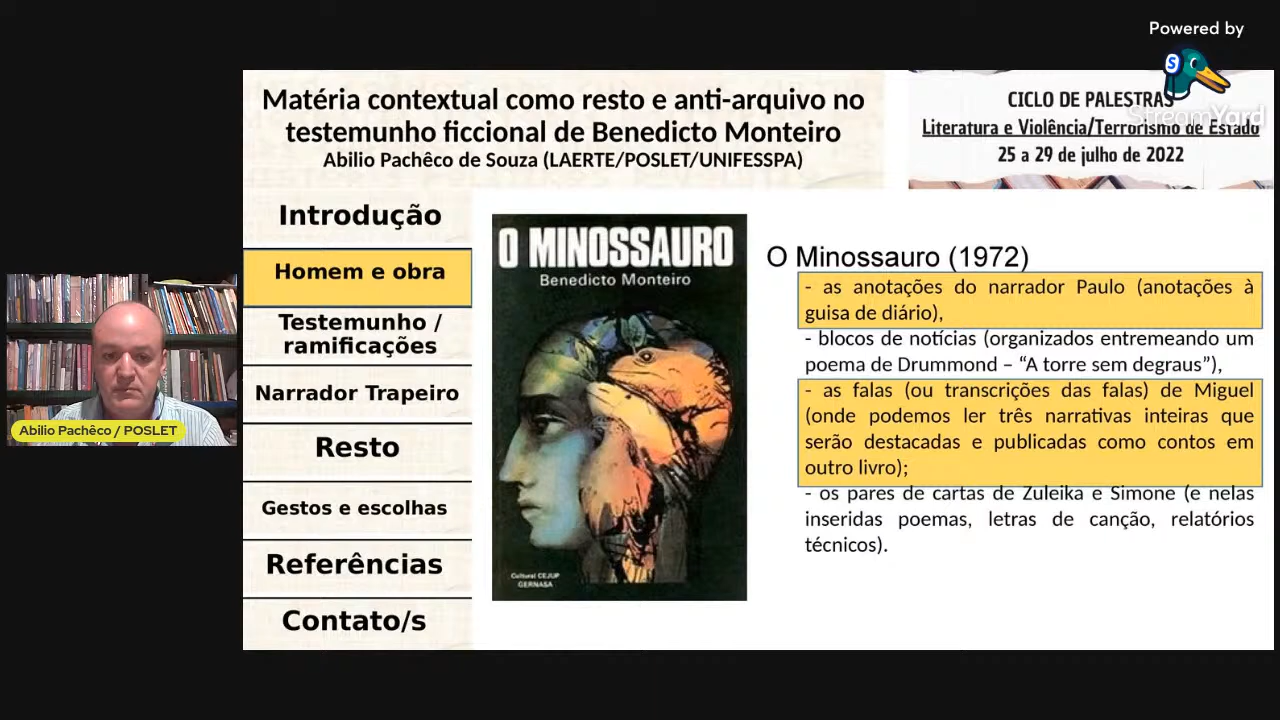 Powered by
S
StreamYard
Matéria contextual como resto e anti-arquivo no
testemunho ficcional de Benedicto Monteiro
Abilio Pachêco de Souza (LAERTE/POSLET/UNIFESSPA)
CICLO DE PALESTRAS
Literatura e Violência/Terrorismo de Estado
25 a 29 de julho de 2022
Introdução
Homem e obra
Testemunho /
ramificações
Narrador Trapeiro
Resto
Gestos e escolhas
Referências
Contato/s
O MINOSSAURO
Benedicto Monteiro
Cultural CEJUP
GERNASA
O Minossauro (1972)
- as anotações do narrador Paulo (anotações à
guisa de diário),
- blocos de notícias (organizados entremeando um
poema de Drummond – “A torre sem degraus”),
- as falas (ou transcrições das falas) de Miguel
(onde podemos ler três narrativas inteiras que
serão destacadas e publicadas como contos em
outro livro);
- os pares de cartas de Zuleika e Simone (e nelas
inseridas poemas, letras de canção, relatórios
técnicos).
Abilio Pachêco / POSLET